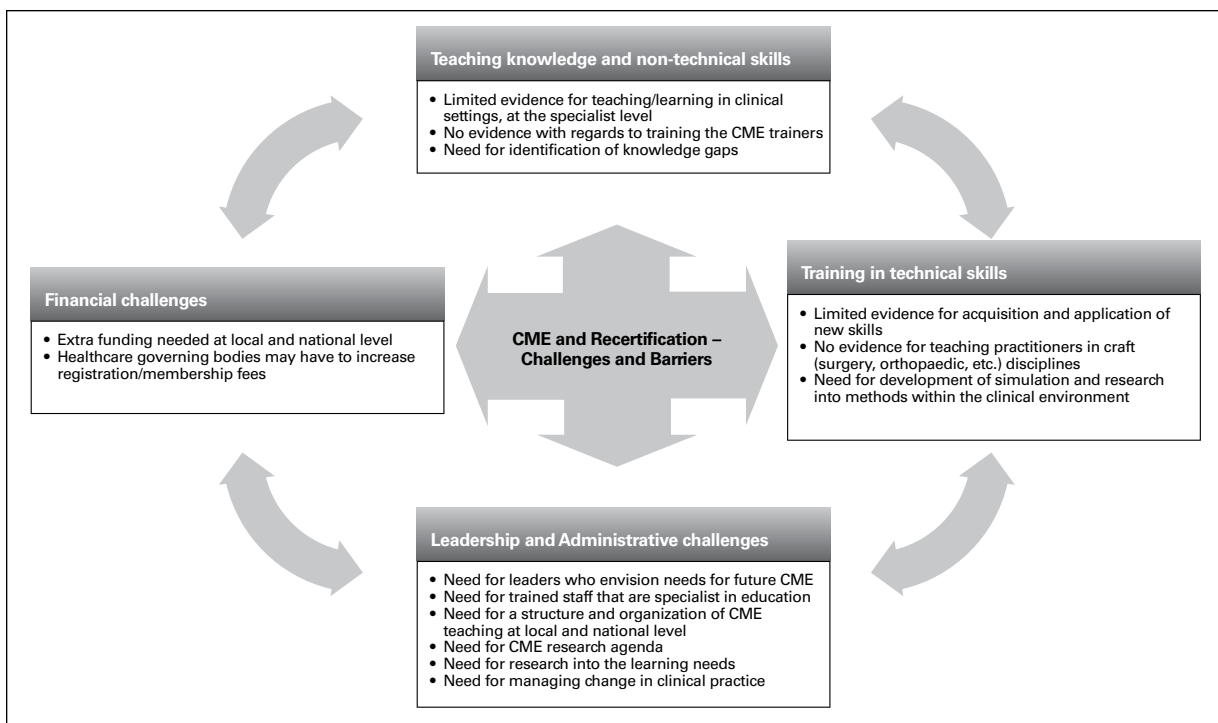 Teaching knowledge and non-technical skills
• Limited evidence for teaching/learning in clinical
settings, at the specialist level
• No evidence with regards to training the CME trainers
• Need for identification of knowledge gaps
Financial challenges
• Extra funding needed at local and national level
• Healthcare governing bodies may have to increase
registration/membership fees
CME and Recertification –
Challenges and Barriers
Training in technical skills
• Limited evidence for acquisition and application of
new skills
• No evidence for teaching practitioners in craft
(surgery, orthopaedic, etc.) disciplines
• Need for development of simulation and research
into methods within the clinical environment
Leadership and Administrative challenges
• Need for leaders who envision needs for future CME
• Need for trained staff that are specialist in education
• Need for a structure and organization of CME
teaching at local and national level
• Need for CME research agenda
• Need for research into the learning needs
• Need for managing change in clinical practice